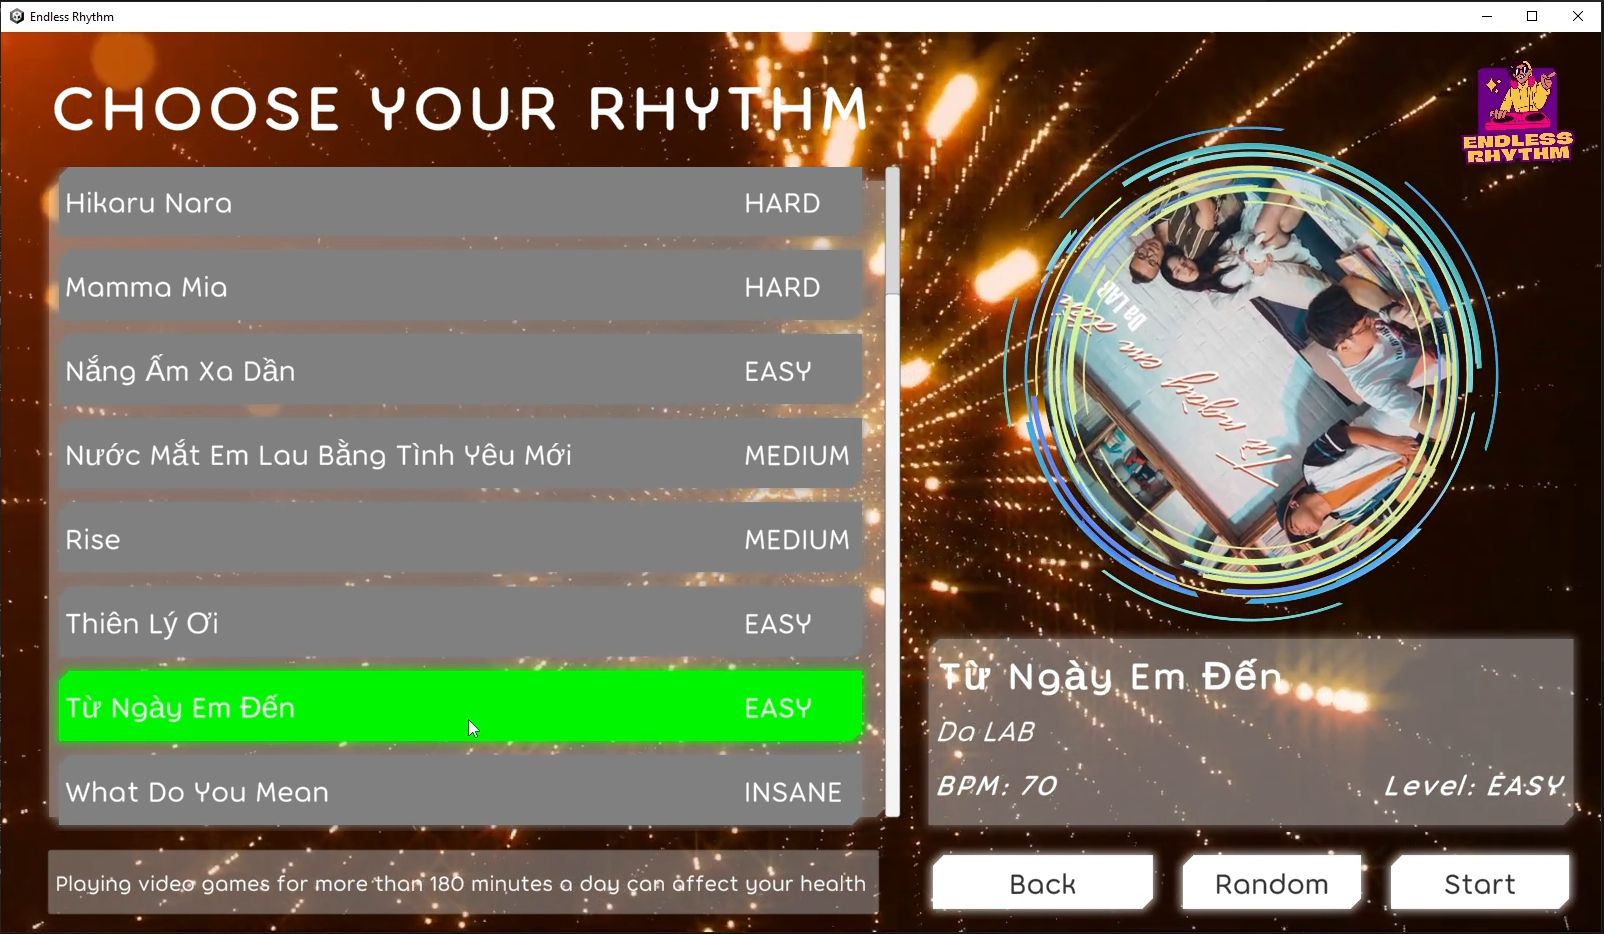 Endless Rhythm
CHOOSE YOUR RHYTHM
ENDLESS
RHYTHM
Hikaru Nara HARD
Mamma Mia HARD
Nắng Ấm Xa Dần EASY
Nước Mắt Em Lau Bằng Tình Yêu Mới MEDIUM
Rise MEDIUM
Thiên Lý Ơi EASY
Từ Ngày Em Đến EASY
What Do You Mean INSANE
Playing video games for more than 180 minutes a day can affect your health
Da LAB
Từ ngày em đến
Từ Ngày Em Đến
Da LAB
BPM: 70 Level: EASY
Back Random Start